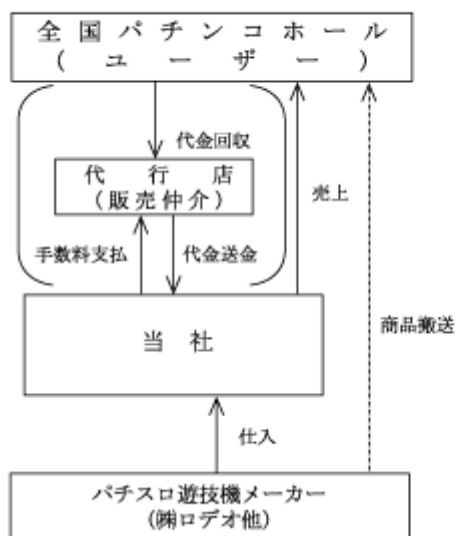 全国パチンコホール
(ユーザー)
代金回収
代行店
(販売仲介)
売上
手数料支払
代金送金
商品搬送
当社
仕入
パチスロ遊技機メーカー
(㈱ロデオ他)